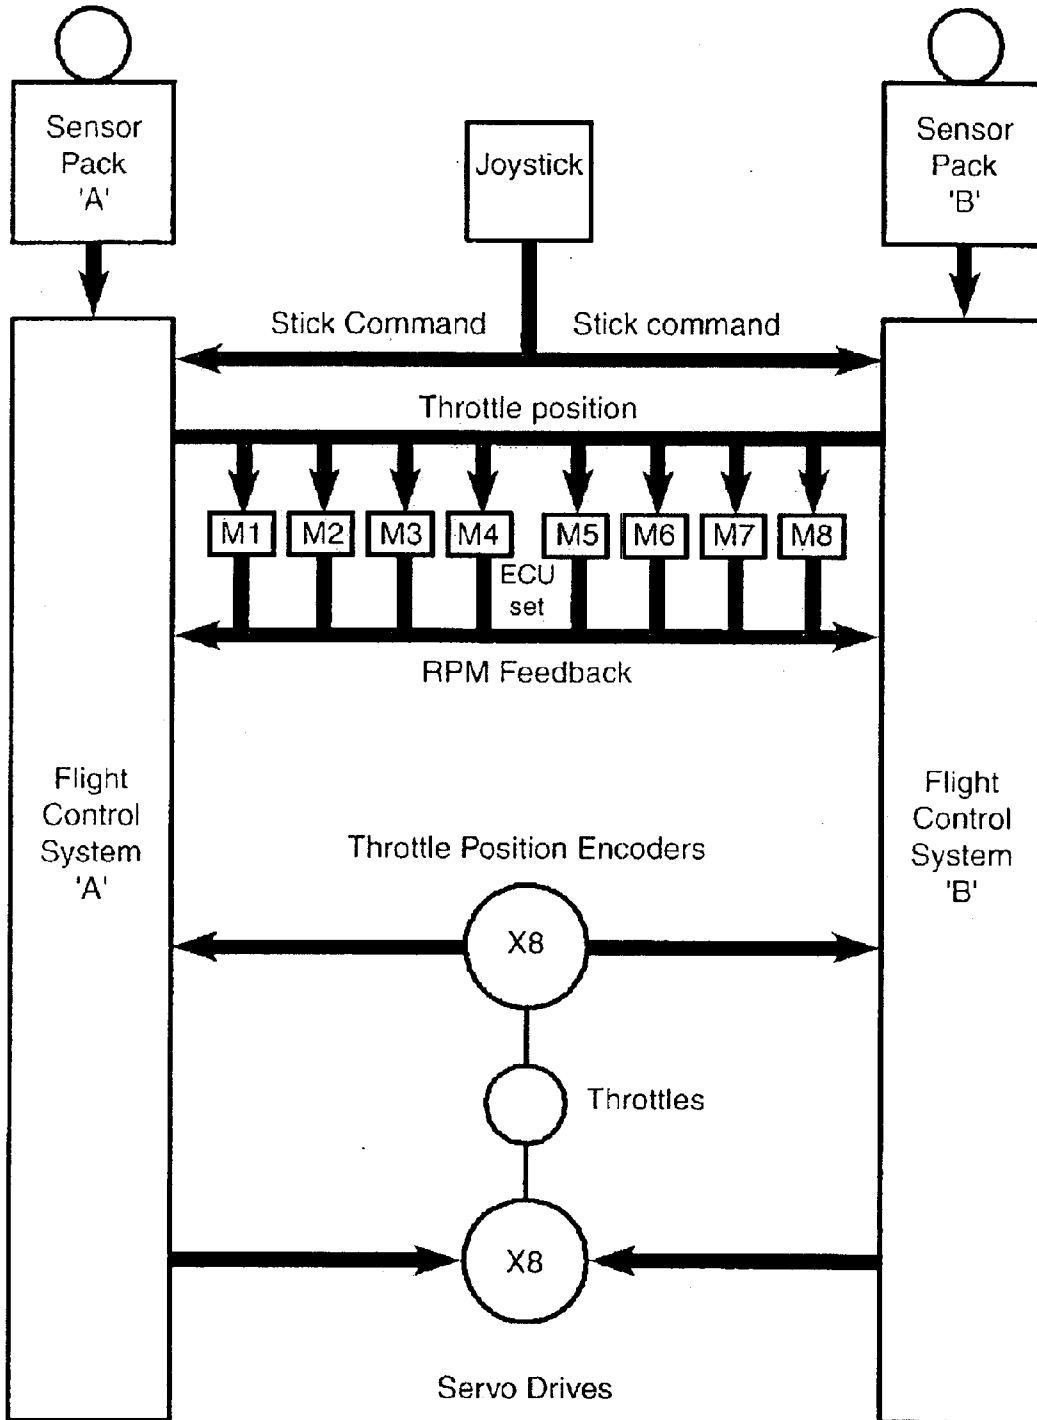 Sensor
Pack
'A'
Joystick
Sensor
Pack
'B'
Stick Command
Stick command
Throttle position
M1 M2 M3 M4 M5 M6 M7 M8
ECU
set
RPM Feedback
Flight
Control
System
'A'
Flight
Control
System
'B'
Throttle Position Encoders
X8
Throttles
X8
Servo Drives